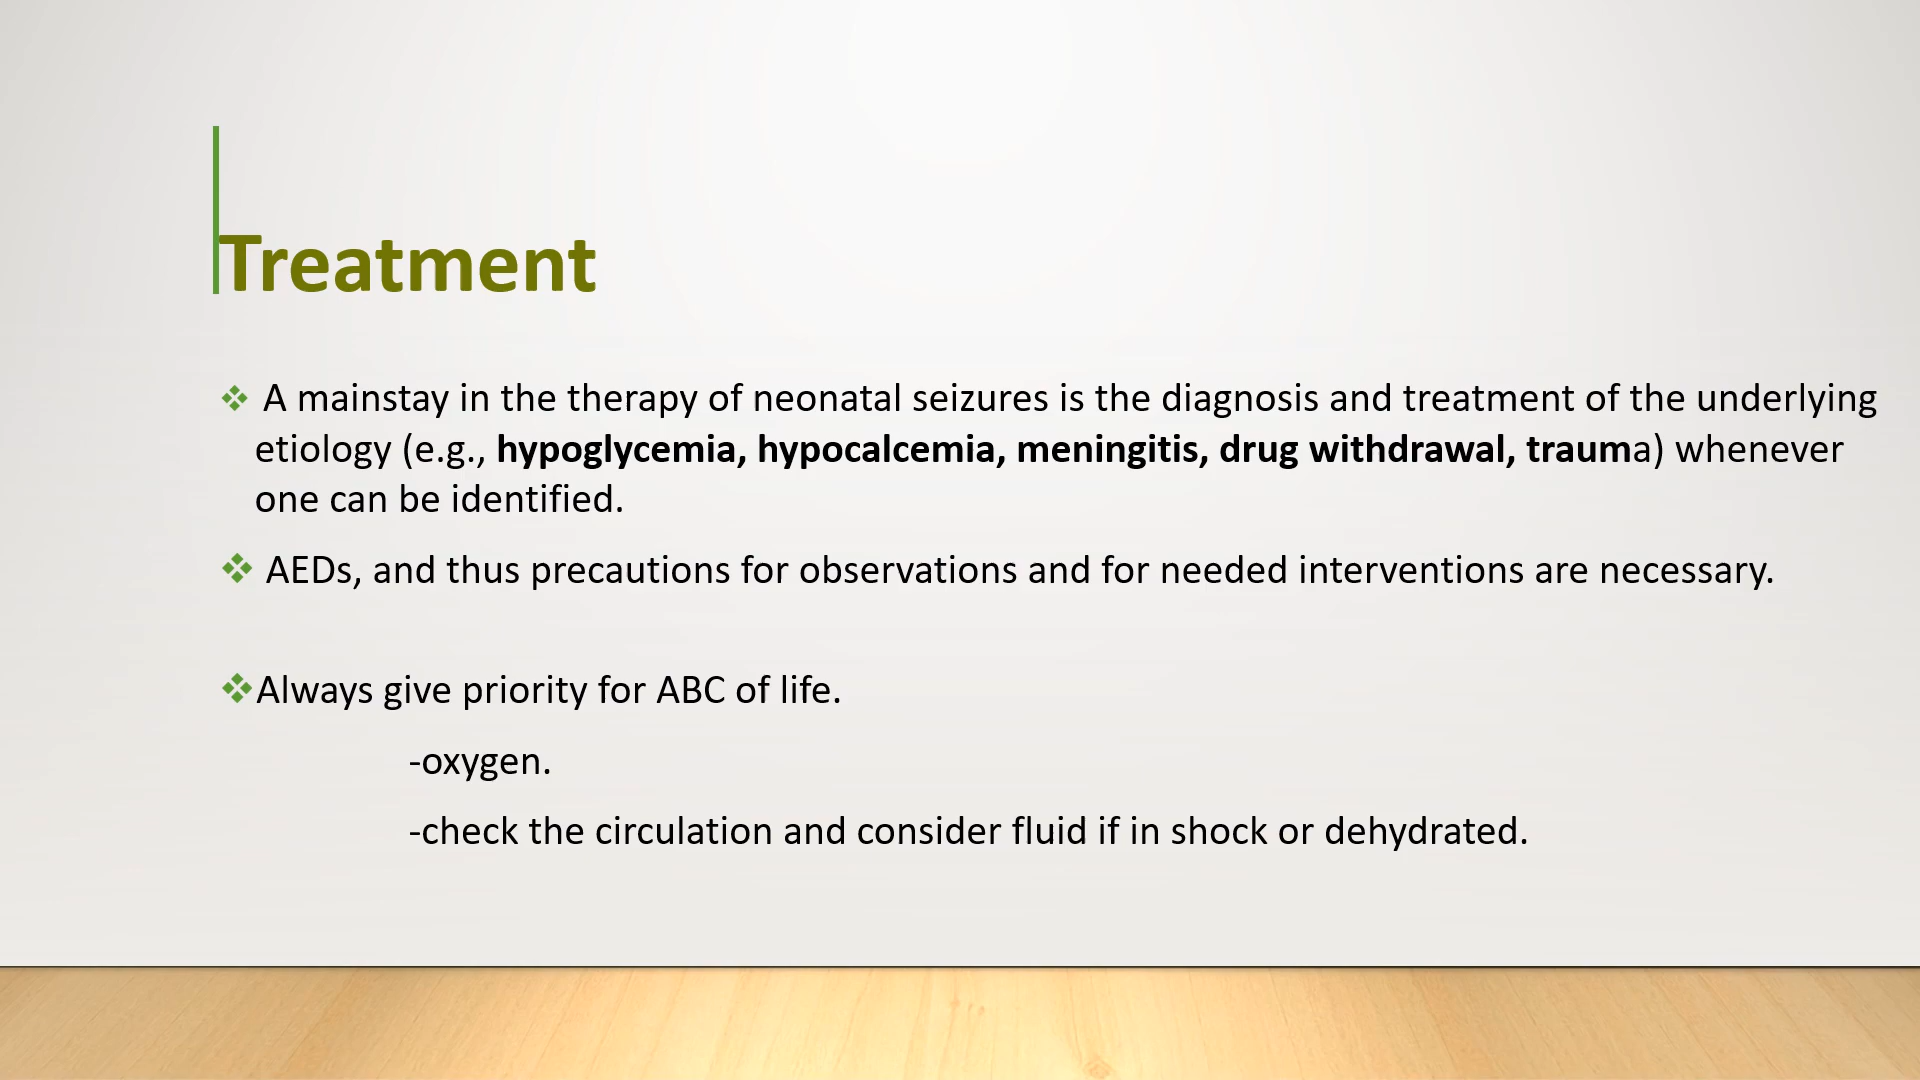 Treatment
❖ A mainstay in the therapy of neonatal seizures is the diagnosis and treatment of the underlying
etiology (e.g., hypoglycemia, hypocalcemia, meningitis, drug withdrawal, trauma) whenever
one can be identified.
❖ AEDs, and thus precautions for observations and for needed interventions are necessary.
❖Always give priority for ABC of life.
-oxygen.
-check the circulation and consider fluid if in shock or dehydrated.